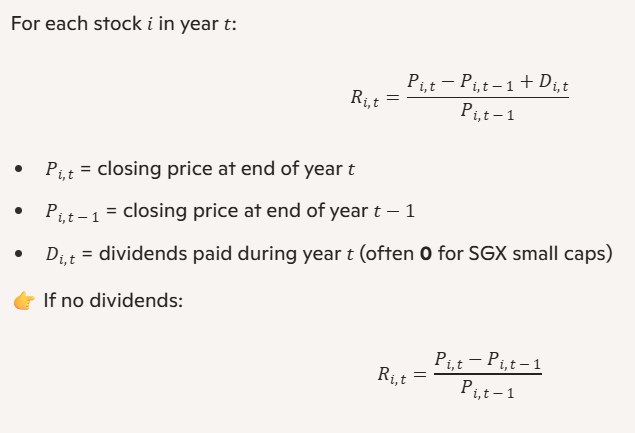 For each stock i in year t:
R_{i,t} = \frac{P_{i,t} − P_{i,t−1} + D_{i,t}}{P_{i,t−1}}
• P_{i,t} = closing price at end of year t
• P_{i,t−1} = closing price at end of year t − 1
• D_{i,t} = dividends paid during year t (often 0 for SGX small caps)
👉 If no dividends:
R_{i,t} = \frac{P_{i,t} − P_{i,t−1}}{P_{i,t−1}}